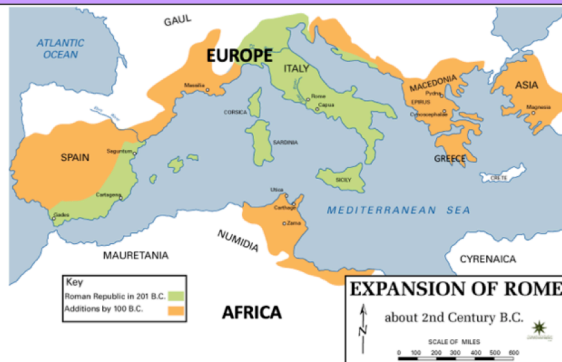 GAUL
ATLANTIC
OCEAN
EUROPE
ITALY
Massilia
Rome
Capua
CORSICA
MACEDONIA
Pydna
EPIRUS
Cynoscephalae
ASIA
Magnesia
SARDINIA
SPAIN
Saguntum
GREECE
Cartagena
SICILY
CRETE
Utica
Carthage
Zama
Gades
MEDITERRANEAN SEA
NUMIDIA
MAURETANIA
CYRENAICA
Key
Roman Republic in 201 B.C.
Additions by 100 B.C.
AFRICA
EXPANSION OF ROME
about 2nd Century B.C.
SCALE OF MILES
0 100 200 300 400 500 600